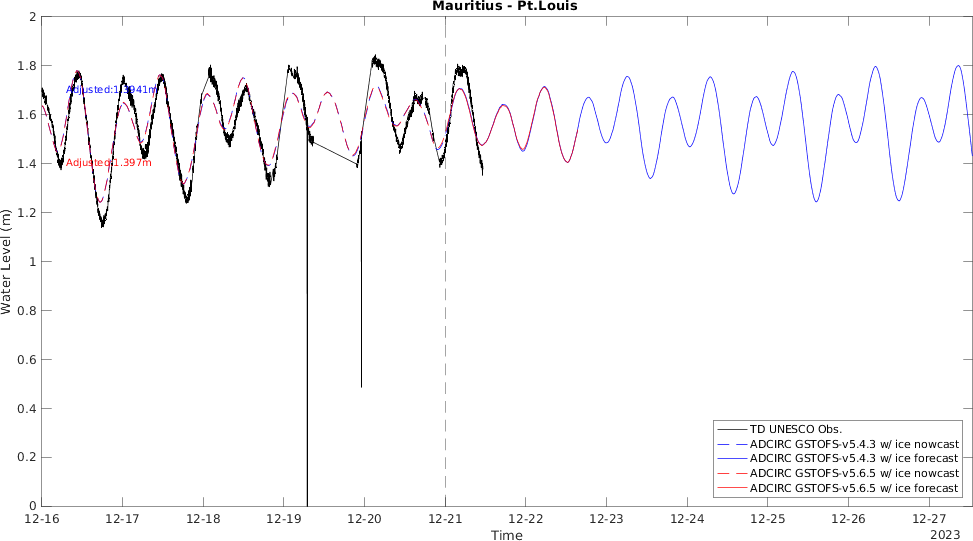 Mauritius - Pt.Louis
2
1.8
1.6
1.4
1.2
1
0.8
0.6
0.4
0.2
0
Water Level (m)
Adjusted:1.3941m
Adjusted:1.397m
TD UNESCO Obs.
ADCIRC GSTOFS-v5.4.3 w/ ice nowcast
ADCIRC GSTOFS-v5.4.3 w/ ice forecast
ADCIRC GSTOFS-v5.6.5 w/ ice nowcast
ADCIRC GSTOFS-v5.6.5 w/ ice forecast
12-16 12-17 12-18 12-19 12-20 12-21 12-22 12-23 12-24 12-25 12-26 12-27
2023
Time